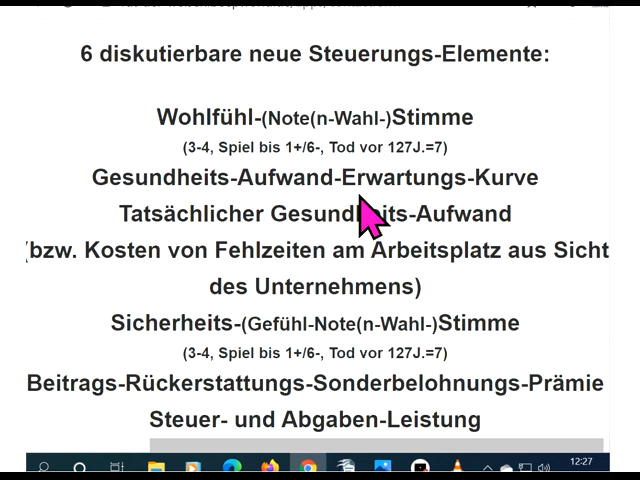 6 diskutierbare neue Steuerungs-Elemente:
Wohlfühl-(Note(n-Wahl-)Stimme
(3-4, Spiel bis 1+/6-, Tod vor 127J.=7)
Gesundheits-Aufwand-Erwartungs-Kurve
Tatsächlicher Gesundheits-Aufwand
(bzw. Kosten von Fehlzeiten am Arbeitsplatz aus Sicht
des Unternehmens)
Sicherheits-(Gefühl-Note(n-Wahl-)Stimme
(3-4, Spiel bis 1+/6-, Tod vor 127J.=7)
Beitrags-Rückerstattungs-Sonderbelohnungs-Prämie
Steuer- und Abgaben-Leistung
12:27